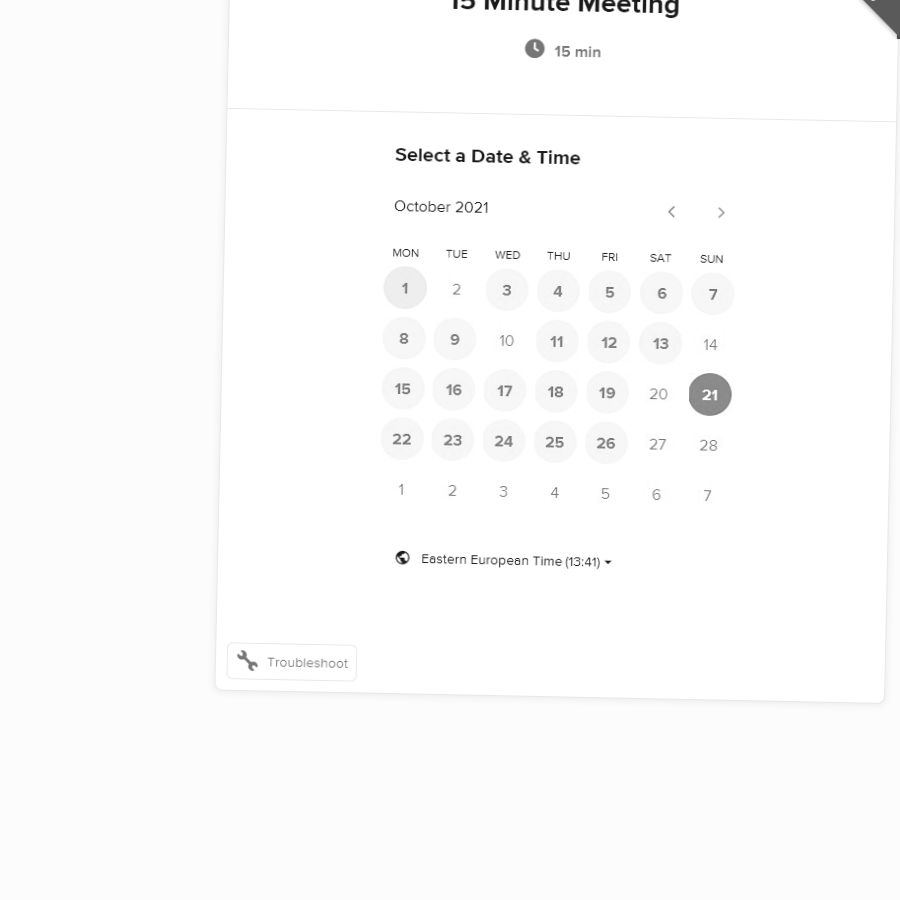 15 Minute Meeting
15 min
Select a Date & Time
October 2021
MON TUE WED THU FRI SAT SUN
1 2 3 4 5 6 7
8 9 10 11 12 13 14
15 16 17 18 19 20 21
22 23 24 25 26 27 28
1 2 3 4 5 6 7
Eastern European Time (13:41)
Troubleshoot